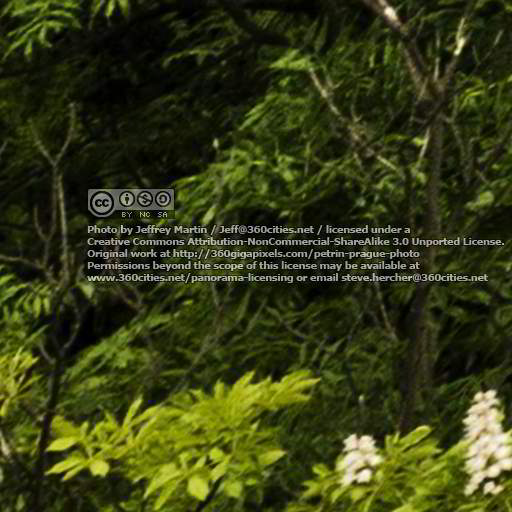 cc
BY NC SA
Photo by Jeffrey Martin / Jeff@360cities.net / licensed under a
Creative Commons Attribution-NonCommercial-ShareAlike 3.0 Unported License.
Original work at http://360gigapixels.com/petrin-prague-photo
Permissions beyond the scope of this license may be available at
www.360cities.net/panorama-licensing or email steve.hercher@360cities.net